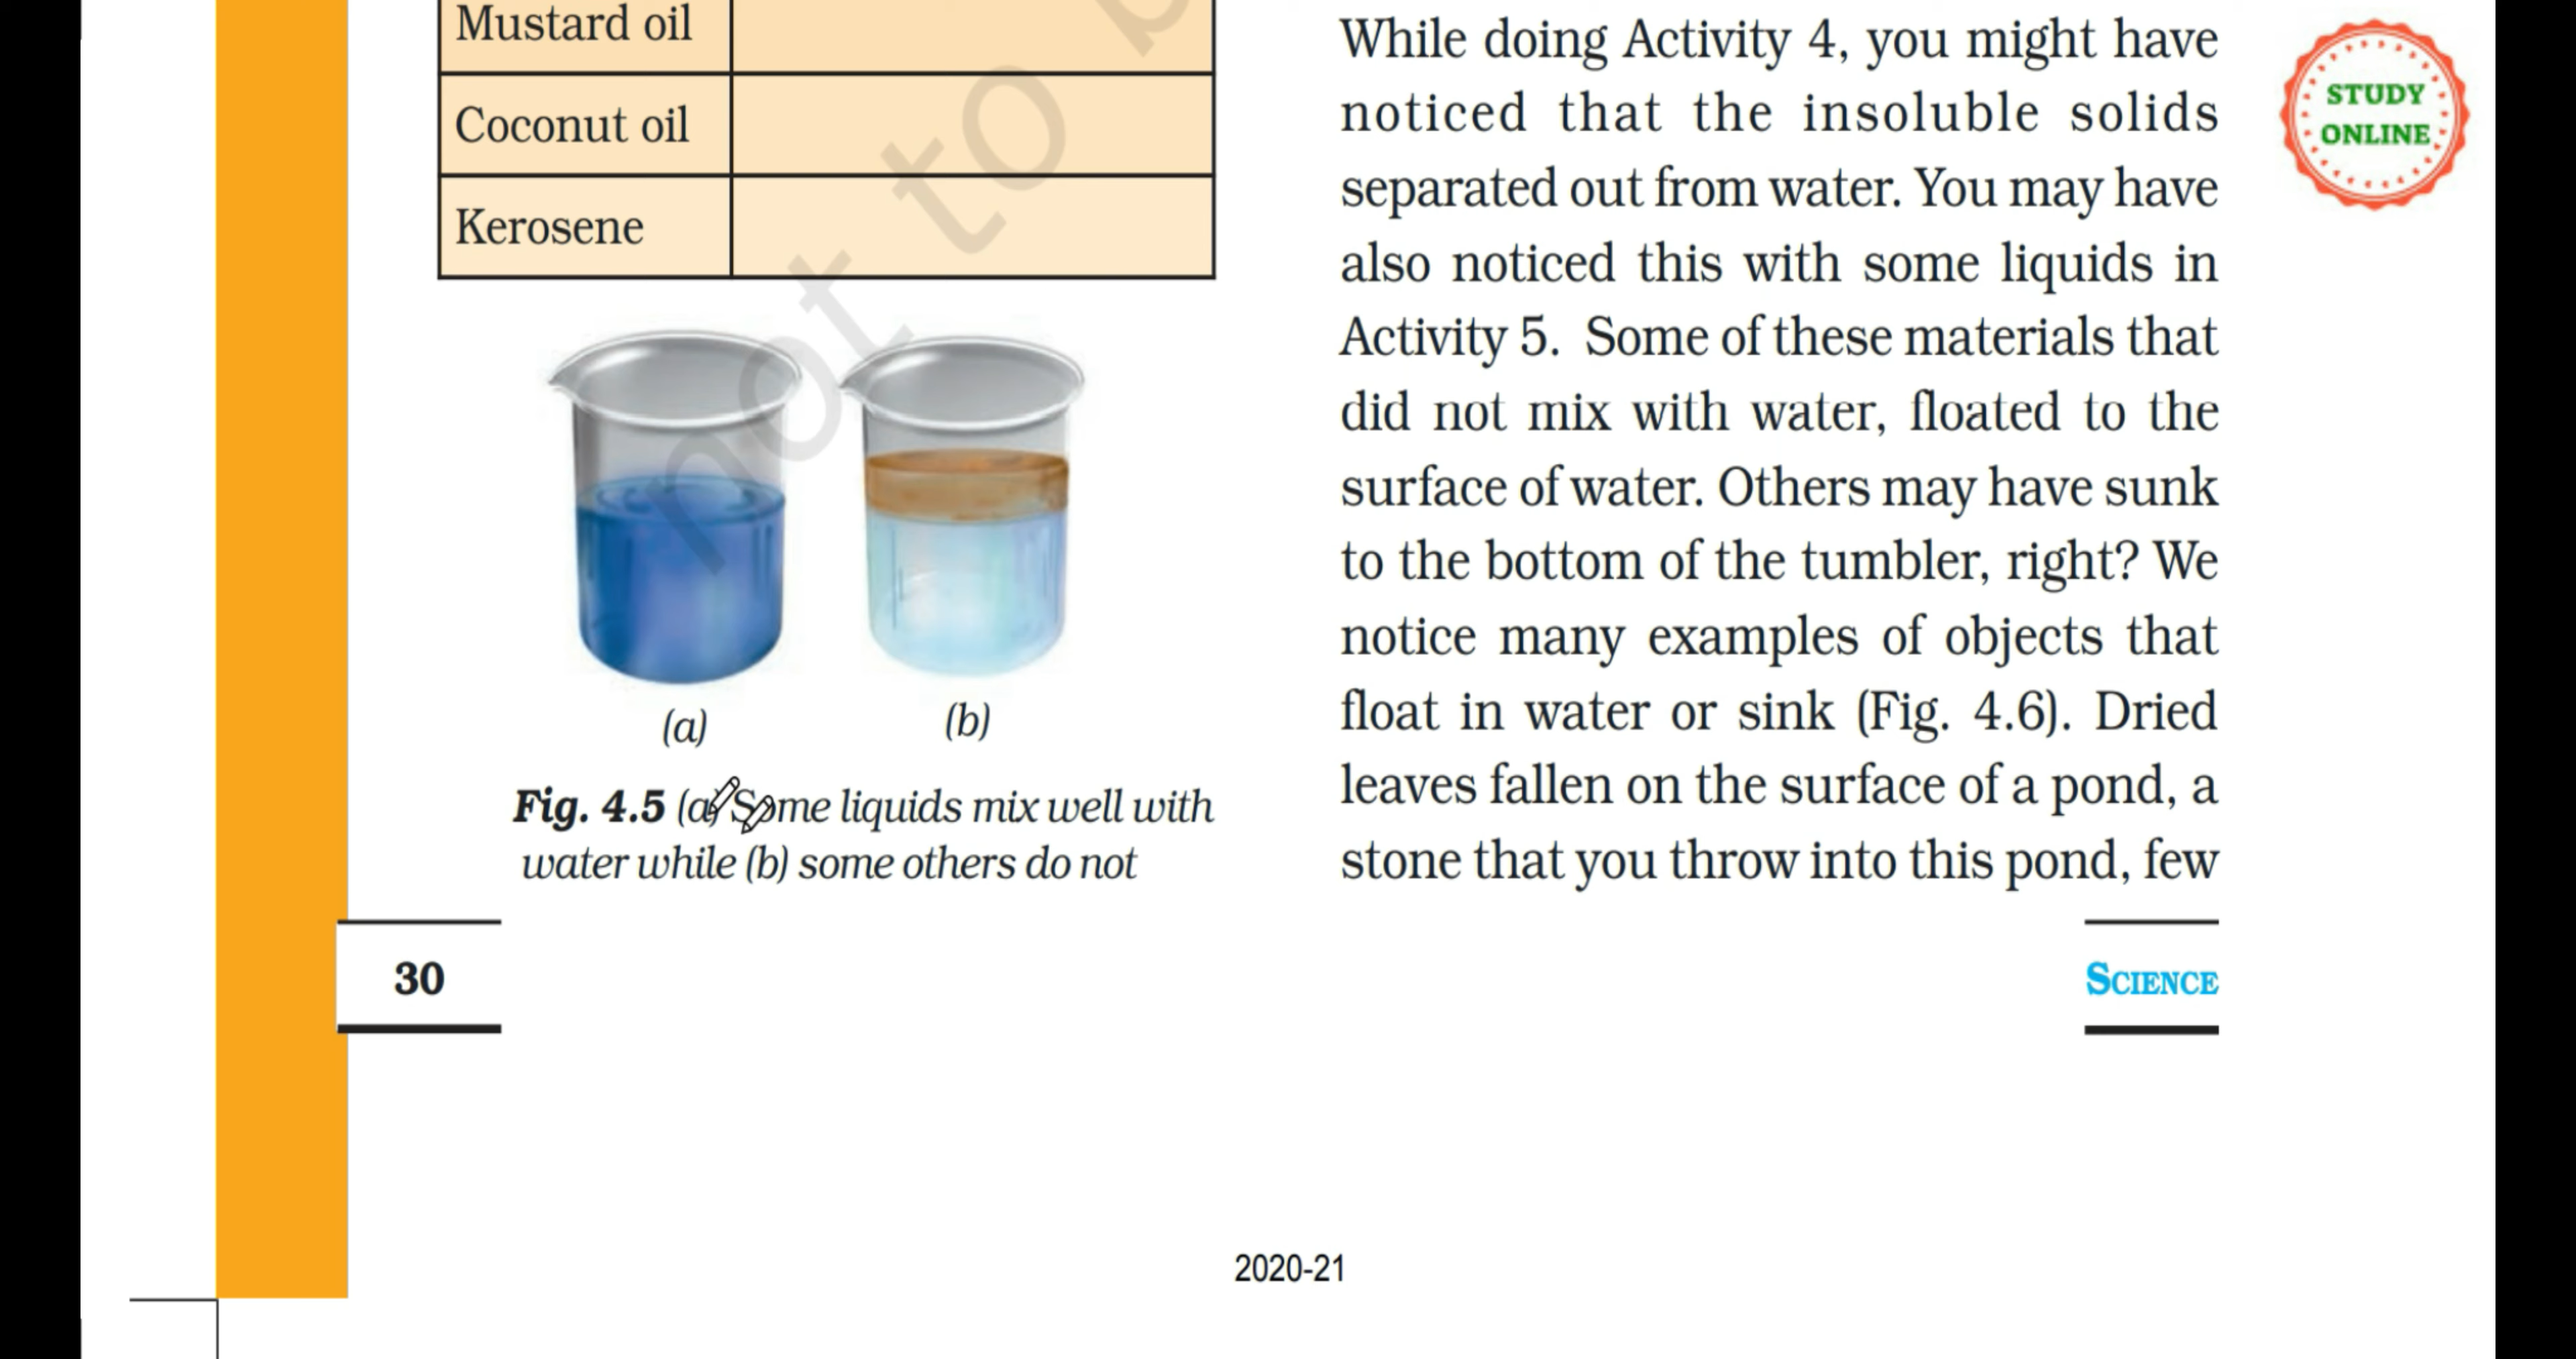 Mustard oil
Coconut oil
Kerosene
(a)
(b)
Fig. 4.5 (a) Some liquids mix well with
water while (b) some others do not
30
While doing Activity 4, you might have
noticed that the insoluble solids
separated out from water. You may have
also noticed this with some liquids in
Activity 5. Some of these materials that
did not mix with water, floated to the
surface of water. Others may have sunk
to the bottom of the tumbler, right? We
notice many examples of objects that
float in water or sink (Fig. 4.6). Dried
leaves fallen on the surface of a pond, a
stone that you throw into this pond, few
SCIENCE
2020-21
STUDY
ONLINE
not to b